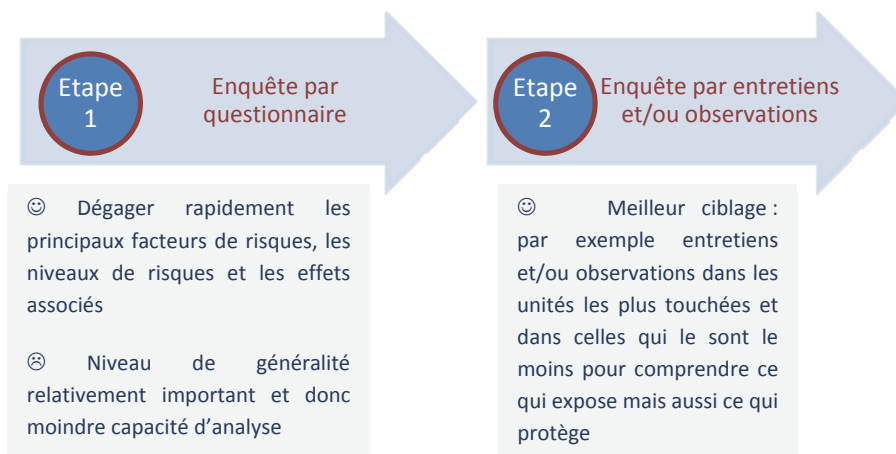 Etape
1
Enquête par
questionnaire
☺ Dégager rapidement les
principaux facteurs de risques, les
niveaux de risques et les effets
associés
☹ Niveau de généralité
relativement important et donc
moindre capacité d’analyse
Etape
2
Enquête par entretiens
et/ou observations
☺ Meilleur ciblage :
par exemple entretiens
et/ou observations dans les
unités les plus touchées et
dans celles qui le sont le
moins pour comprendre ce
qui expose mais aussi ce qui
protège